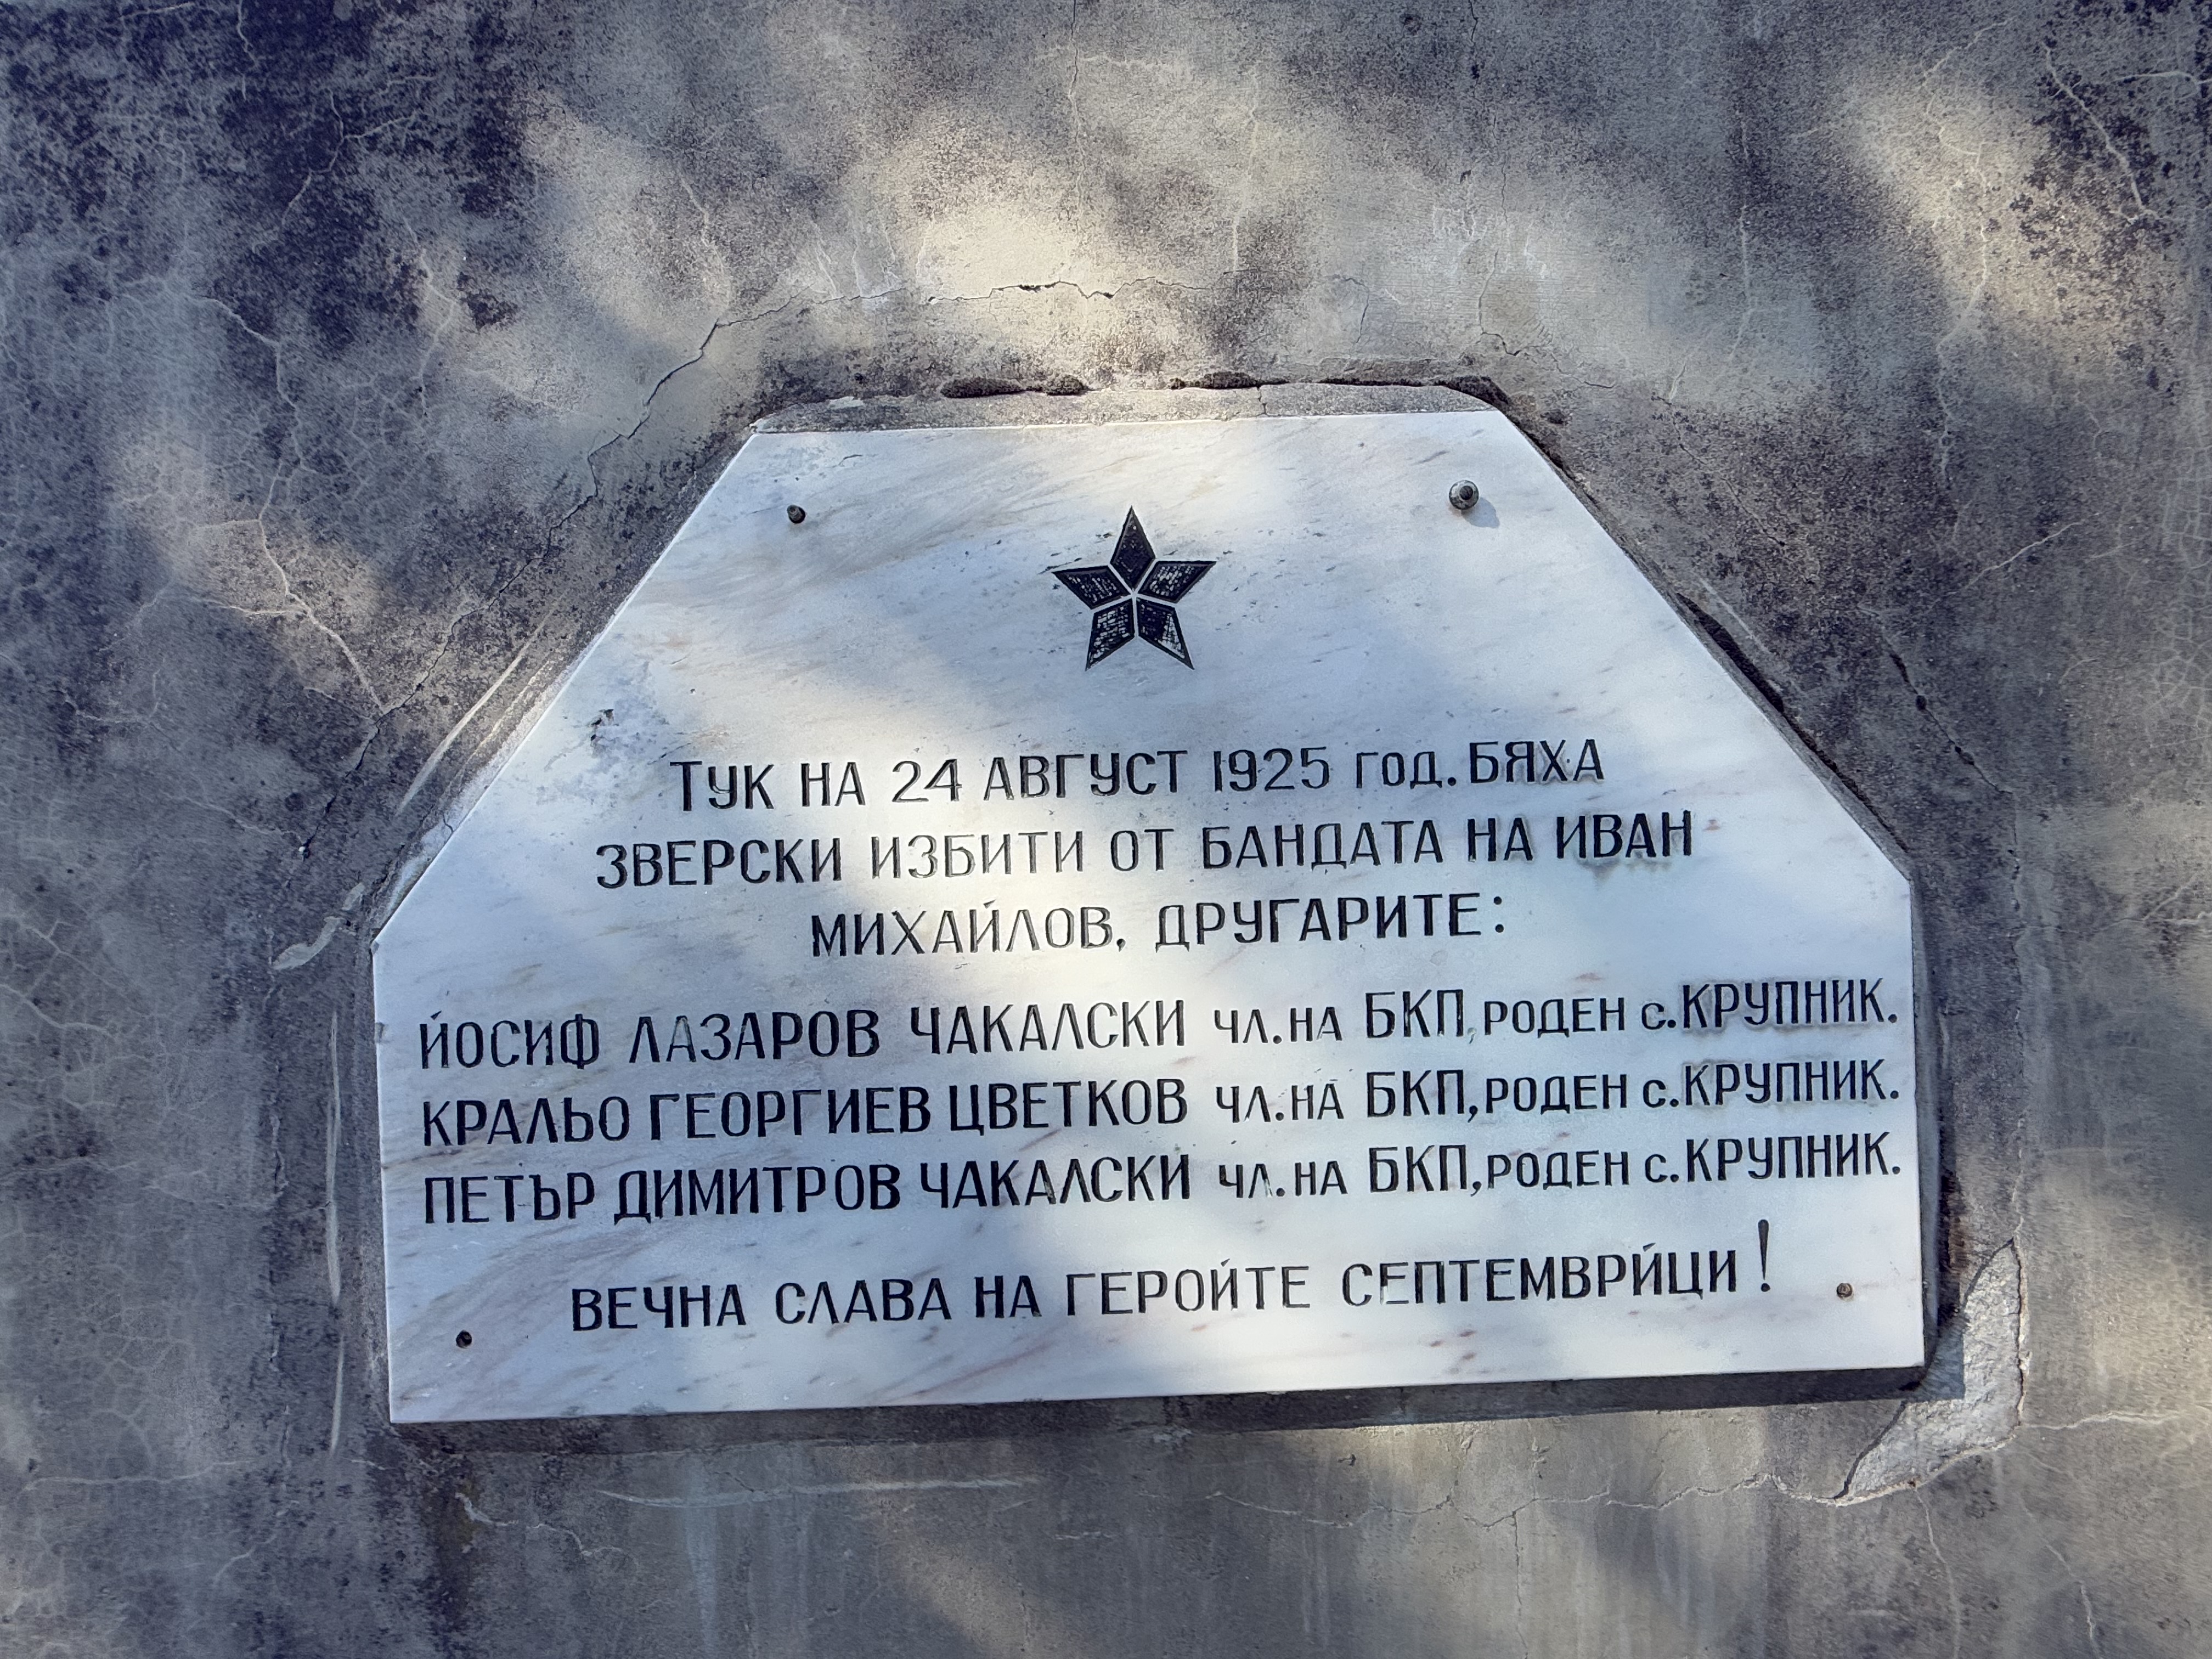 Тук на 24 август 1925 год. бяха
зверски избити от бандата на Иван
Михайлов, другарите:
Йосиф Лазаров Чакалски чл. на БКП, роден с. Крупник.
Кральо Георгиев Цветков чл. на БКП, роден с. Крупник.
Петър Димитров Чакалски чл. на БКП, роден с. Крупник.
Вечна слава на геройте септемврйци!